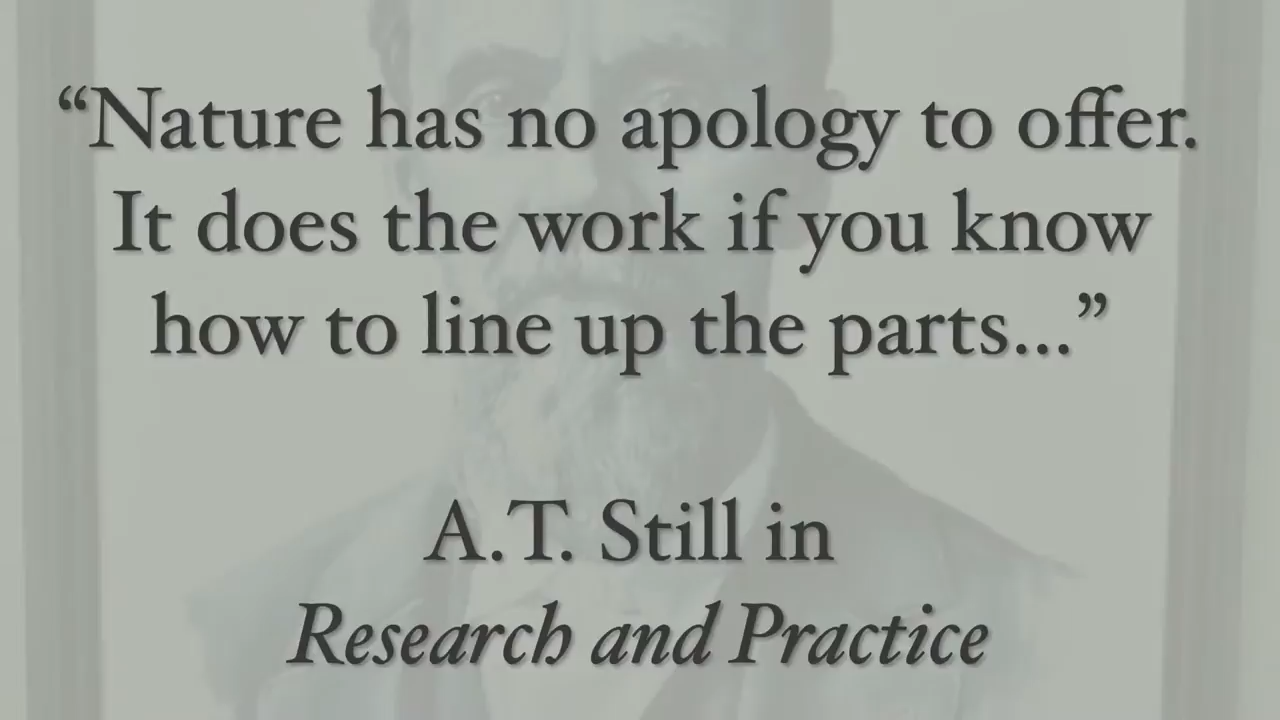 “Nature has no apology to offer.
It does the work if you know
how to line up the parts...”
A.T. Still in
Research and Practice